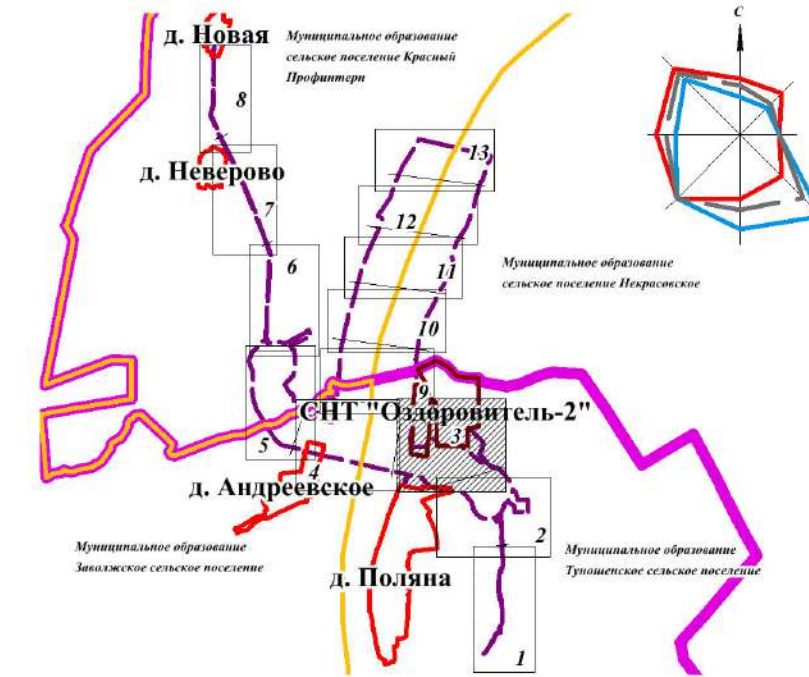 С
д. Новая
Муниципальное образование
сельское поселение Красный
Профинтерн
8
13
д. Неверово
7
12
6
11
Муниципальное образование
сельское поселение Некрасовское
10
9
СНТ "Оздоровитель-2"
5
3
4
д. Андреевское
2
Муниципальное образование
Заволжское сельское поселение
Муниципальное образование
Туношенское сельское поселение
д. Поляна
1